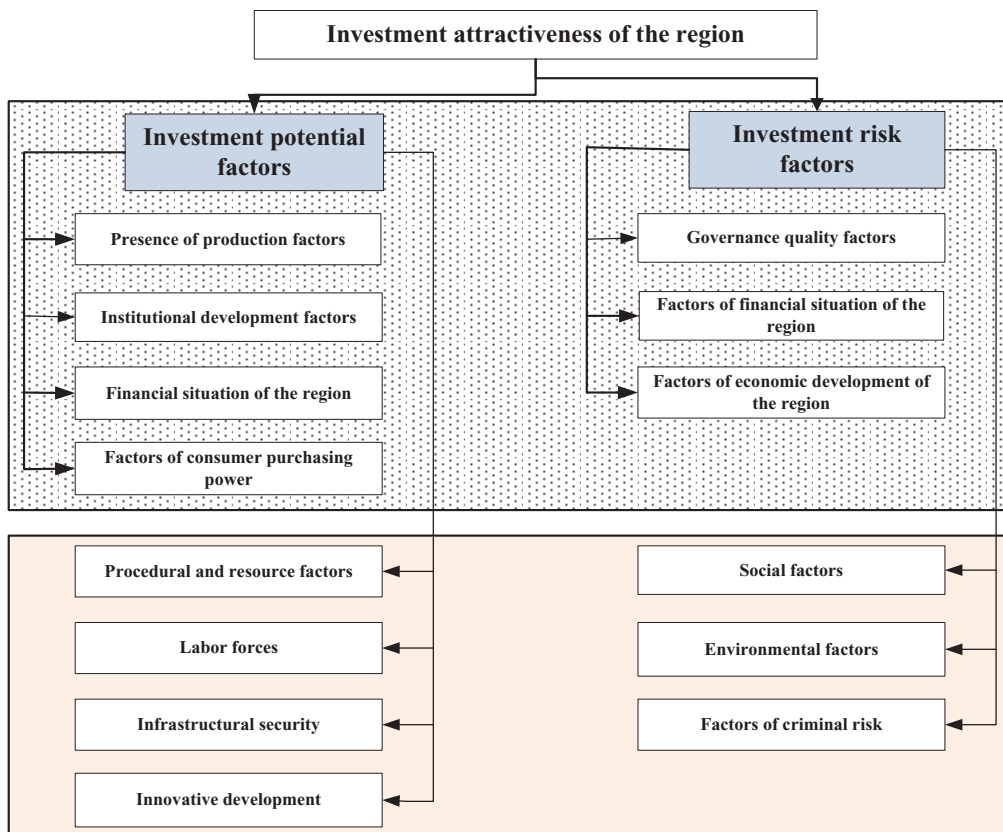 Investment attractiveness of the region
Investment potential
factors
Investment risk
factors
Presence of production factors
Institutional development factors
Financial situation of the region
Factors of consumer purchasing
power
Governance quality factors
Factors of financial situation of the
region
Factors of economic development of
the region
Procedural and resource factors
Labor forces
Infrastructural security
Innovative development
Social factors
Environmental factors
Factors of criminal risk